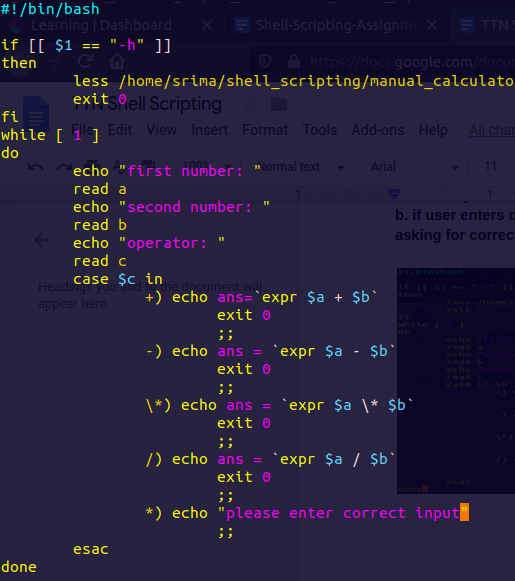 #!/bin/bash
Learning | Dashboard
Shell-Scripting-Assignm
TTN S
if [[ $1 == "-h" ]]
then
https://docs.google.com/docum
less /home/srima/shell_scripting/manual_calculato
exit 0
TTN Shell Scripting
fi
File Edit View Insert Format Tools Add-ons Help All chan
while [ 1 ]
do
100%
Normal text
Arial
11
echo "first number: "
read a
1
1
echo "second number: "
b. if user enters o
read b
asking for correc
echo "operator: "
read c
case $c in
Headings you add to the document will
appear here.
+) echo ans=`expr $a + $b`
exit 0
;;
-) echo ans = `expr $a - $b`
exit 0
;;
\*) echo ans = `expr $a \* $b`
exit 0
;;
/) echo ans = `expr $a / $b`
exit 0
;;
*) echo "please enter correct input"
;;
esac
done